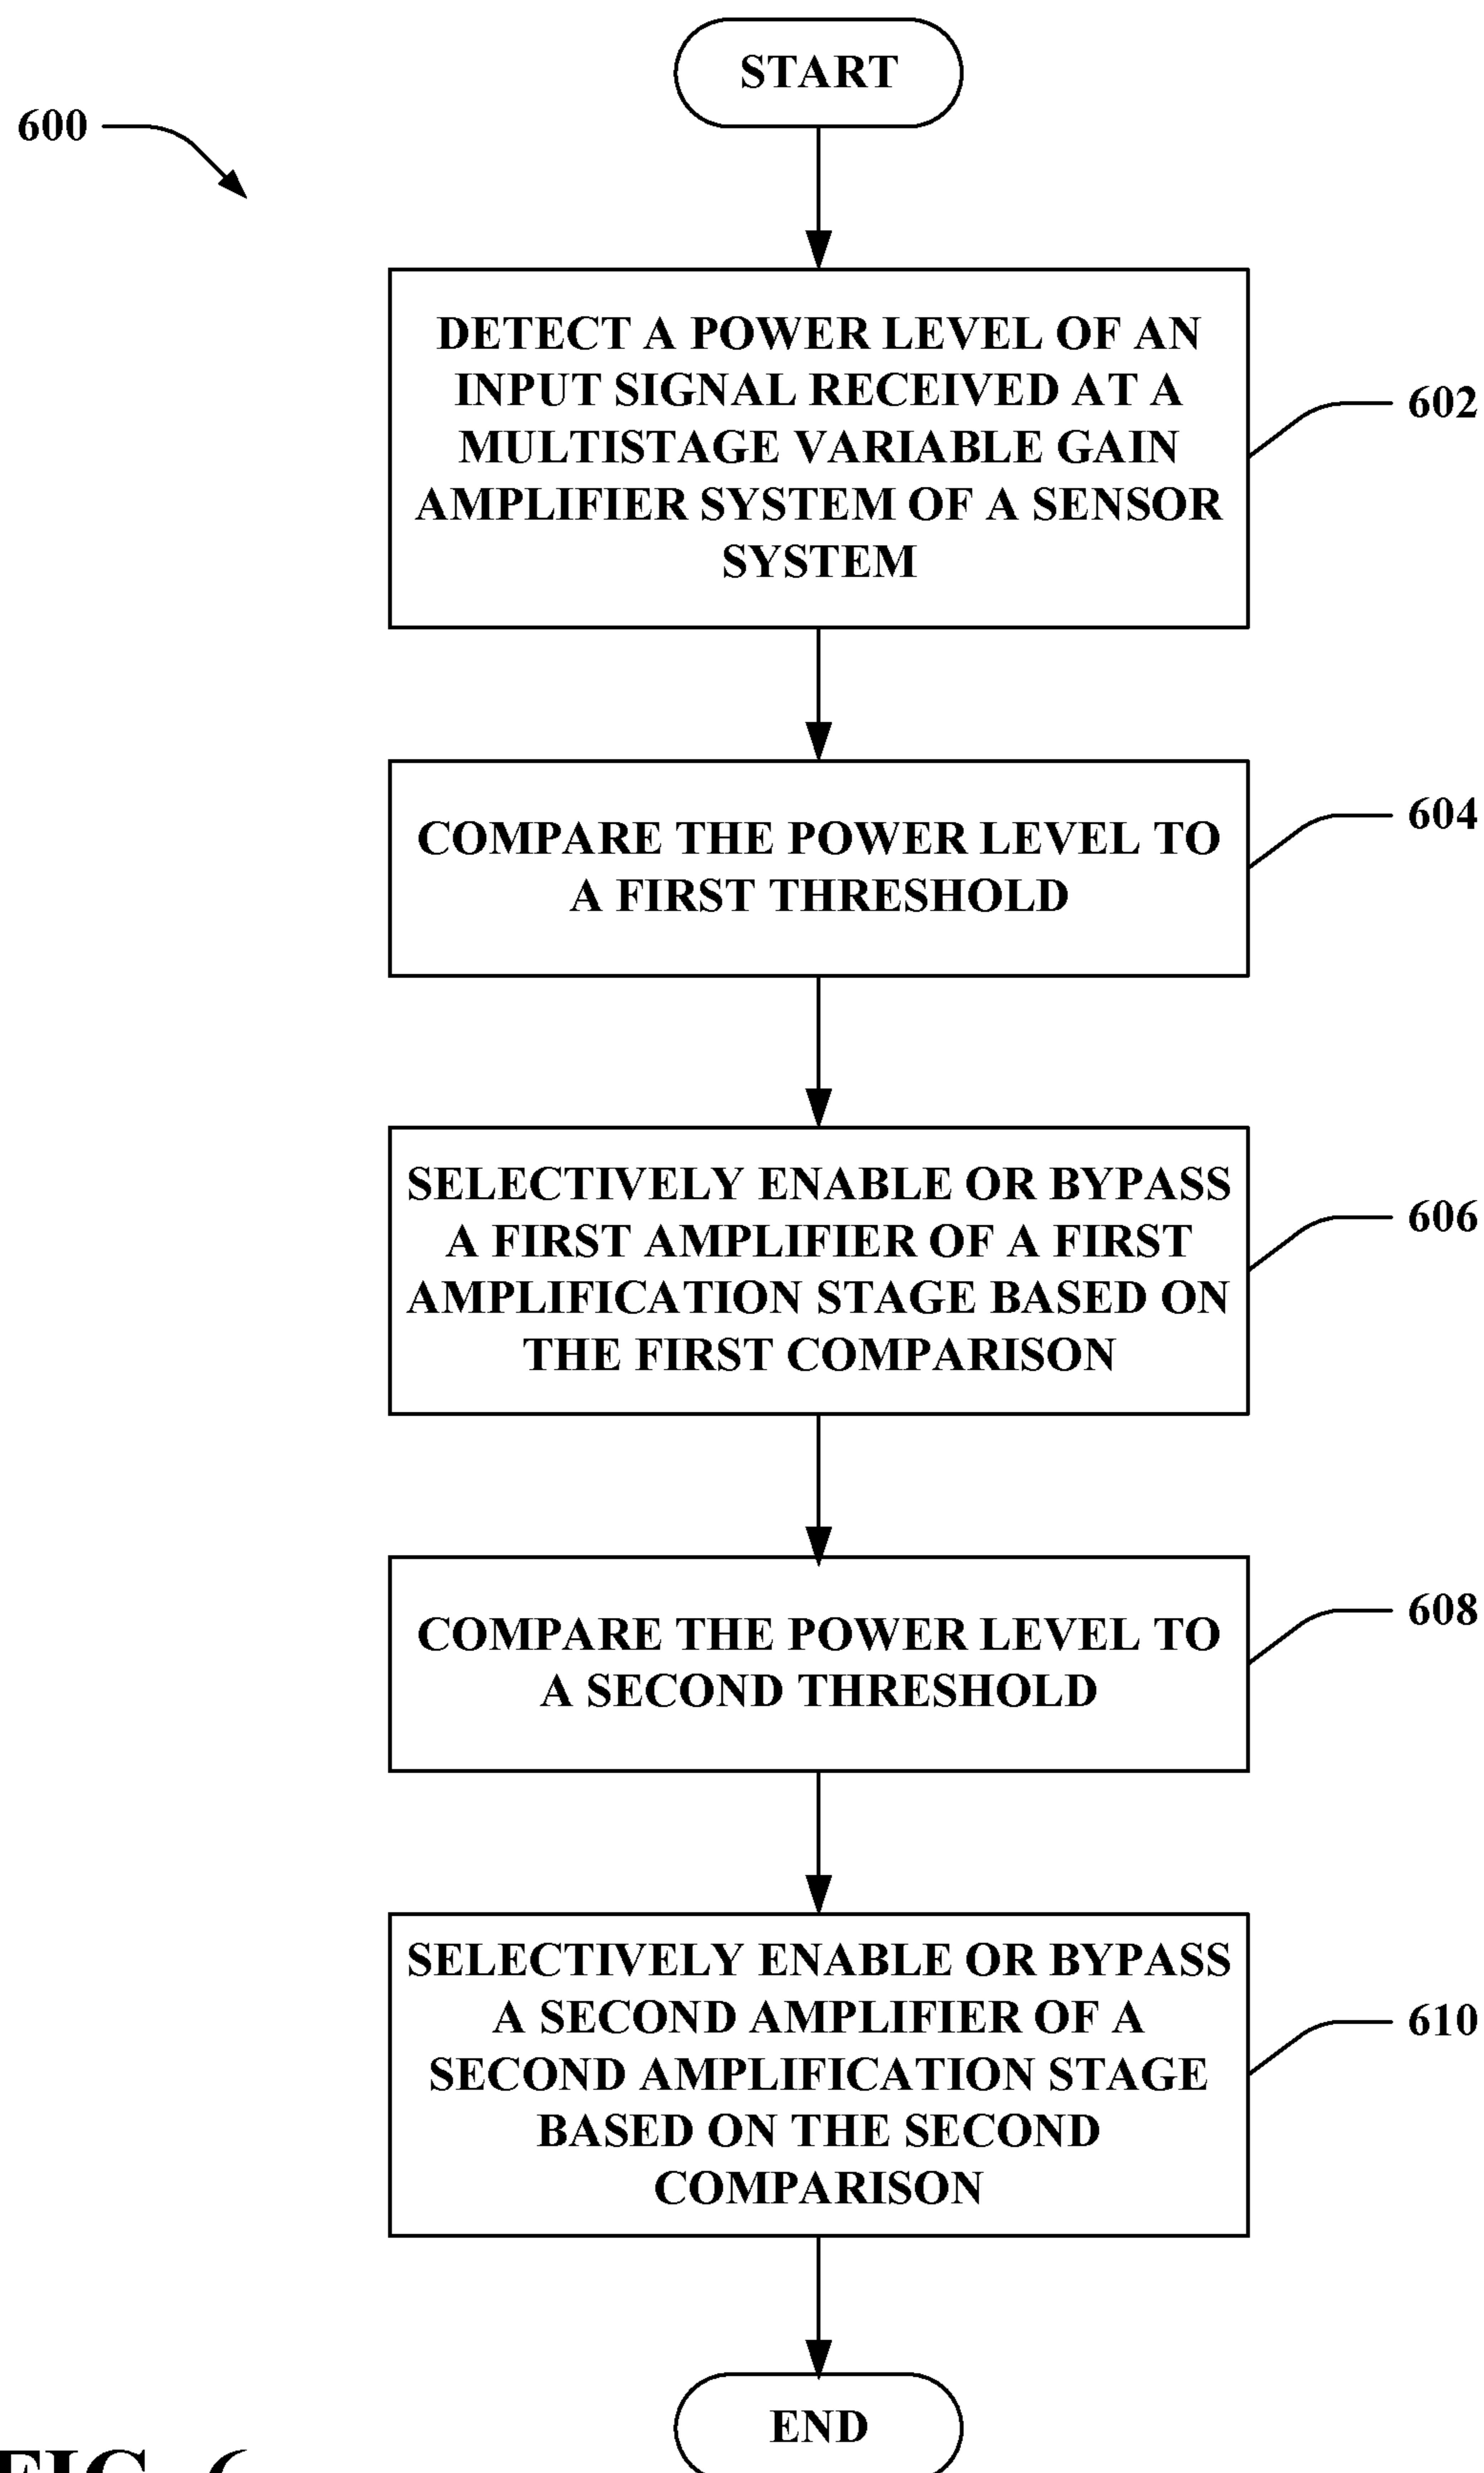 START
600
DETECT A POWER LEVEL OF AN
INPUT SIGNAL RECEIVED AT A
MULTISTAGE VARIABLE GAIN
AMPLIFIER SYSTEM OF A SENSOR
SYSTEM
602
COMPARE THE POWER LEVEL TO
A FIRST THRESHOLD
604
SELECTIVELY ENABLE OR BYPASS
A FIRST AMPLIFIER OF A FIRST
AMPLIFICATION STAGE BASED ON
THE FIRST COMPARISON
606
COMPARE THE POWER LEVEL TO
A SECOND THRESHOLD
608
SELECTIVELY ENABLE OR BYPASS
A SECOND AMPLIFIER OF A
SECOND AMPLIFICATION STAGE
BASED ON THE SECOND
COMPARISON
610
END